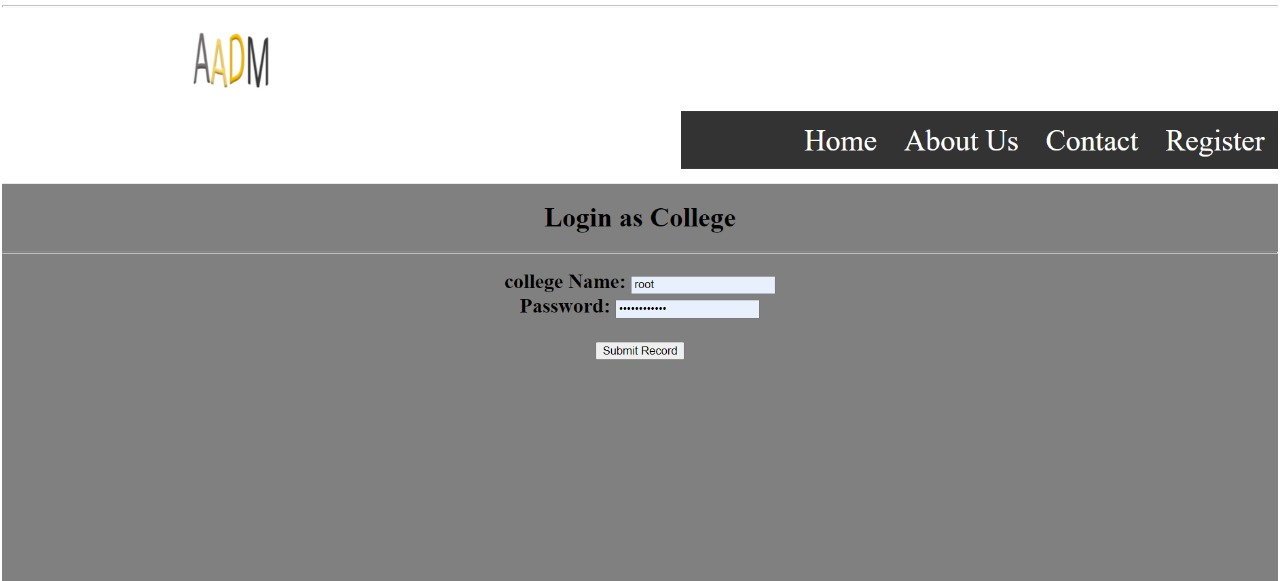 AADM
Home About Us Contact Register
Login as College
college Name: root
Password: ••••••••••••
Submit Record